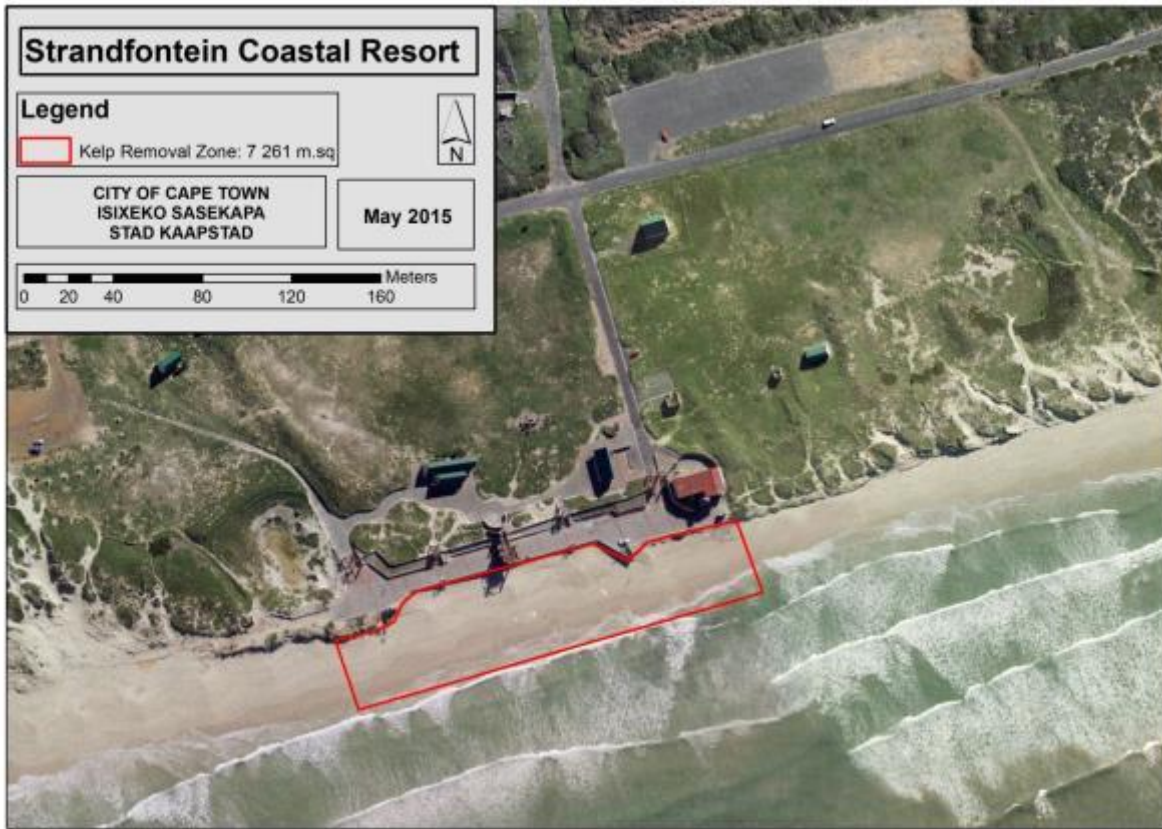 Strandfontein Coastal Resort
Legend
Kelp Removal Zone: 7 261 m.sq
N
CITY OF CAPE TOWN
ISIXEKO SASEKAPA
STAD KAAPSTAD
May 2015
Meters
0 20 40 80 120 160